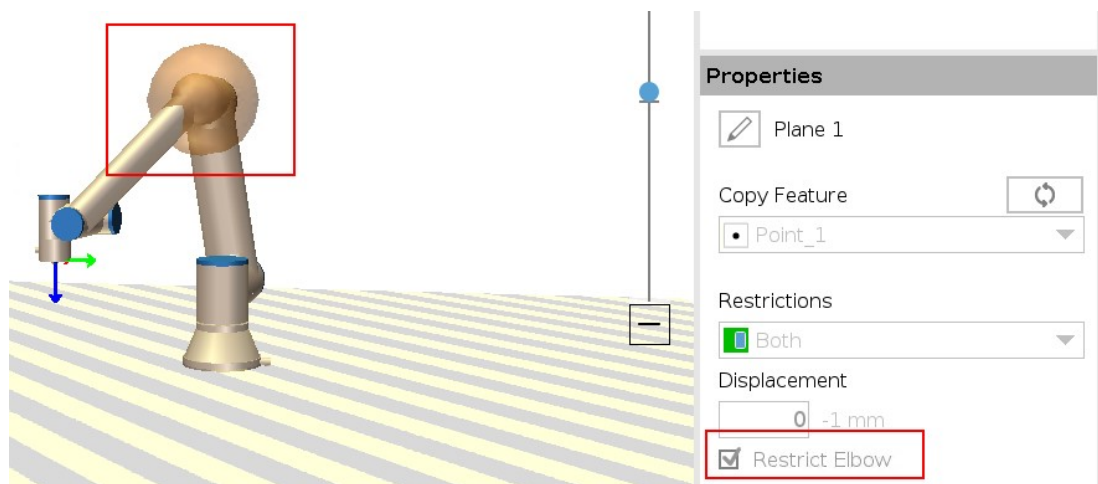 Properties
Plane 1
Copy Feature
Point_1
Restrictions
Both
Displacement
0 -1 mm
Restrict Elbow